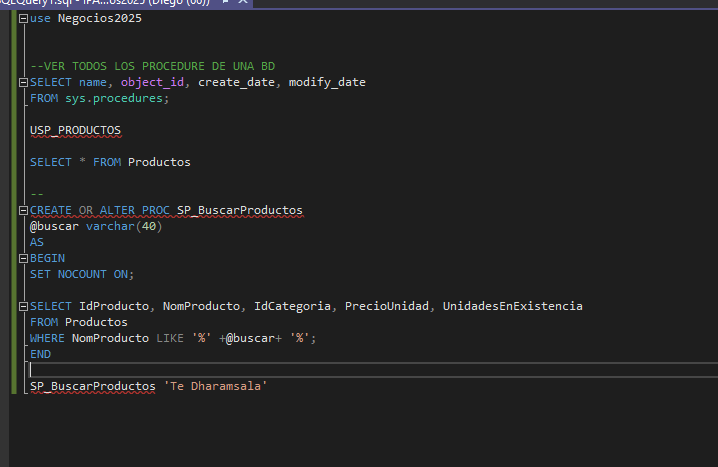 SQLQuery1.sql - (PA...os2025 (Diego (60))
use Negocios2025
--VER TODOS LOS PROCEDURE DE UNA BD
SELECT name, object_id, create_date, modify_date
FROM sys.procedures;
USP_PRODUCTOS
SELECT * FROM Productos
--
CREATE OR ALTER PROC SP_BuscarProductos
@buscar varchar(40)
AS
BEGIN
SET NOCOUNT ON;
SELECT IdProducto, NomProducto, IdCategoria, PrecioUnidad, UnidadesEnExistencia
FROM Productos
WHERE NomProducto LIKE '%' +@buscar+ '%';
END
SP_BuscarProductos 'Te Dharamsala'